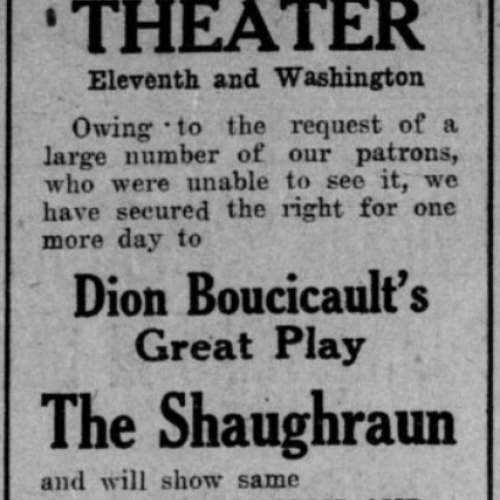 THEATER
Eleventh and Washington
Owing to the request of a
large number of our patrons,
who were unable to see it, we
have secured the right for one
more day to
Dion Boucicault's
Great Play
The Shaughraun
and will show same